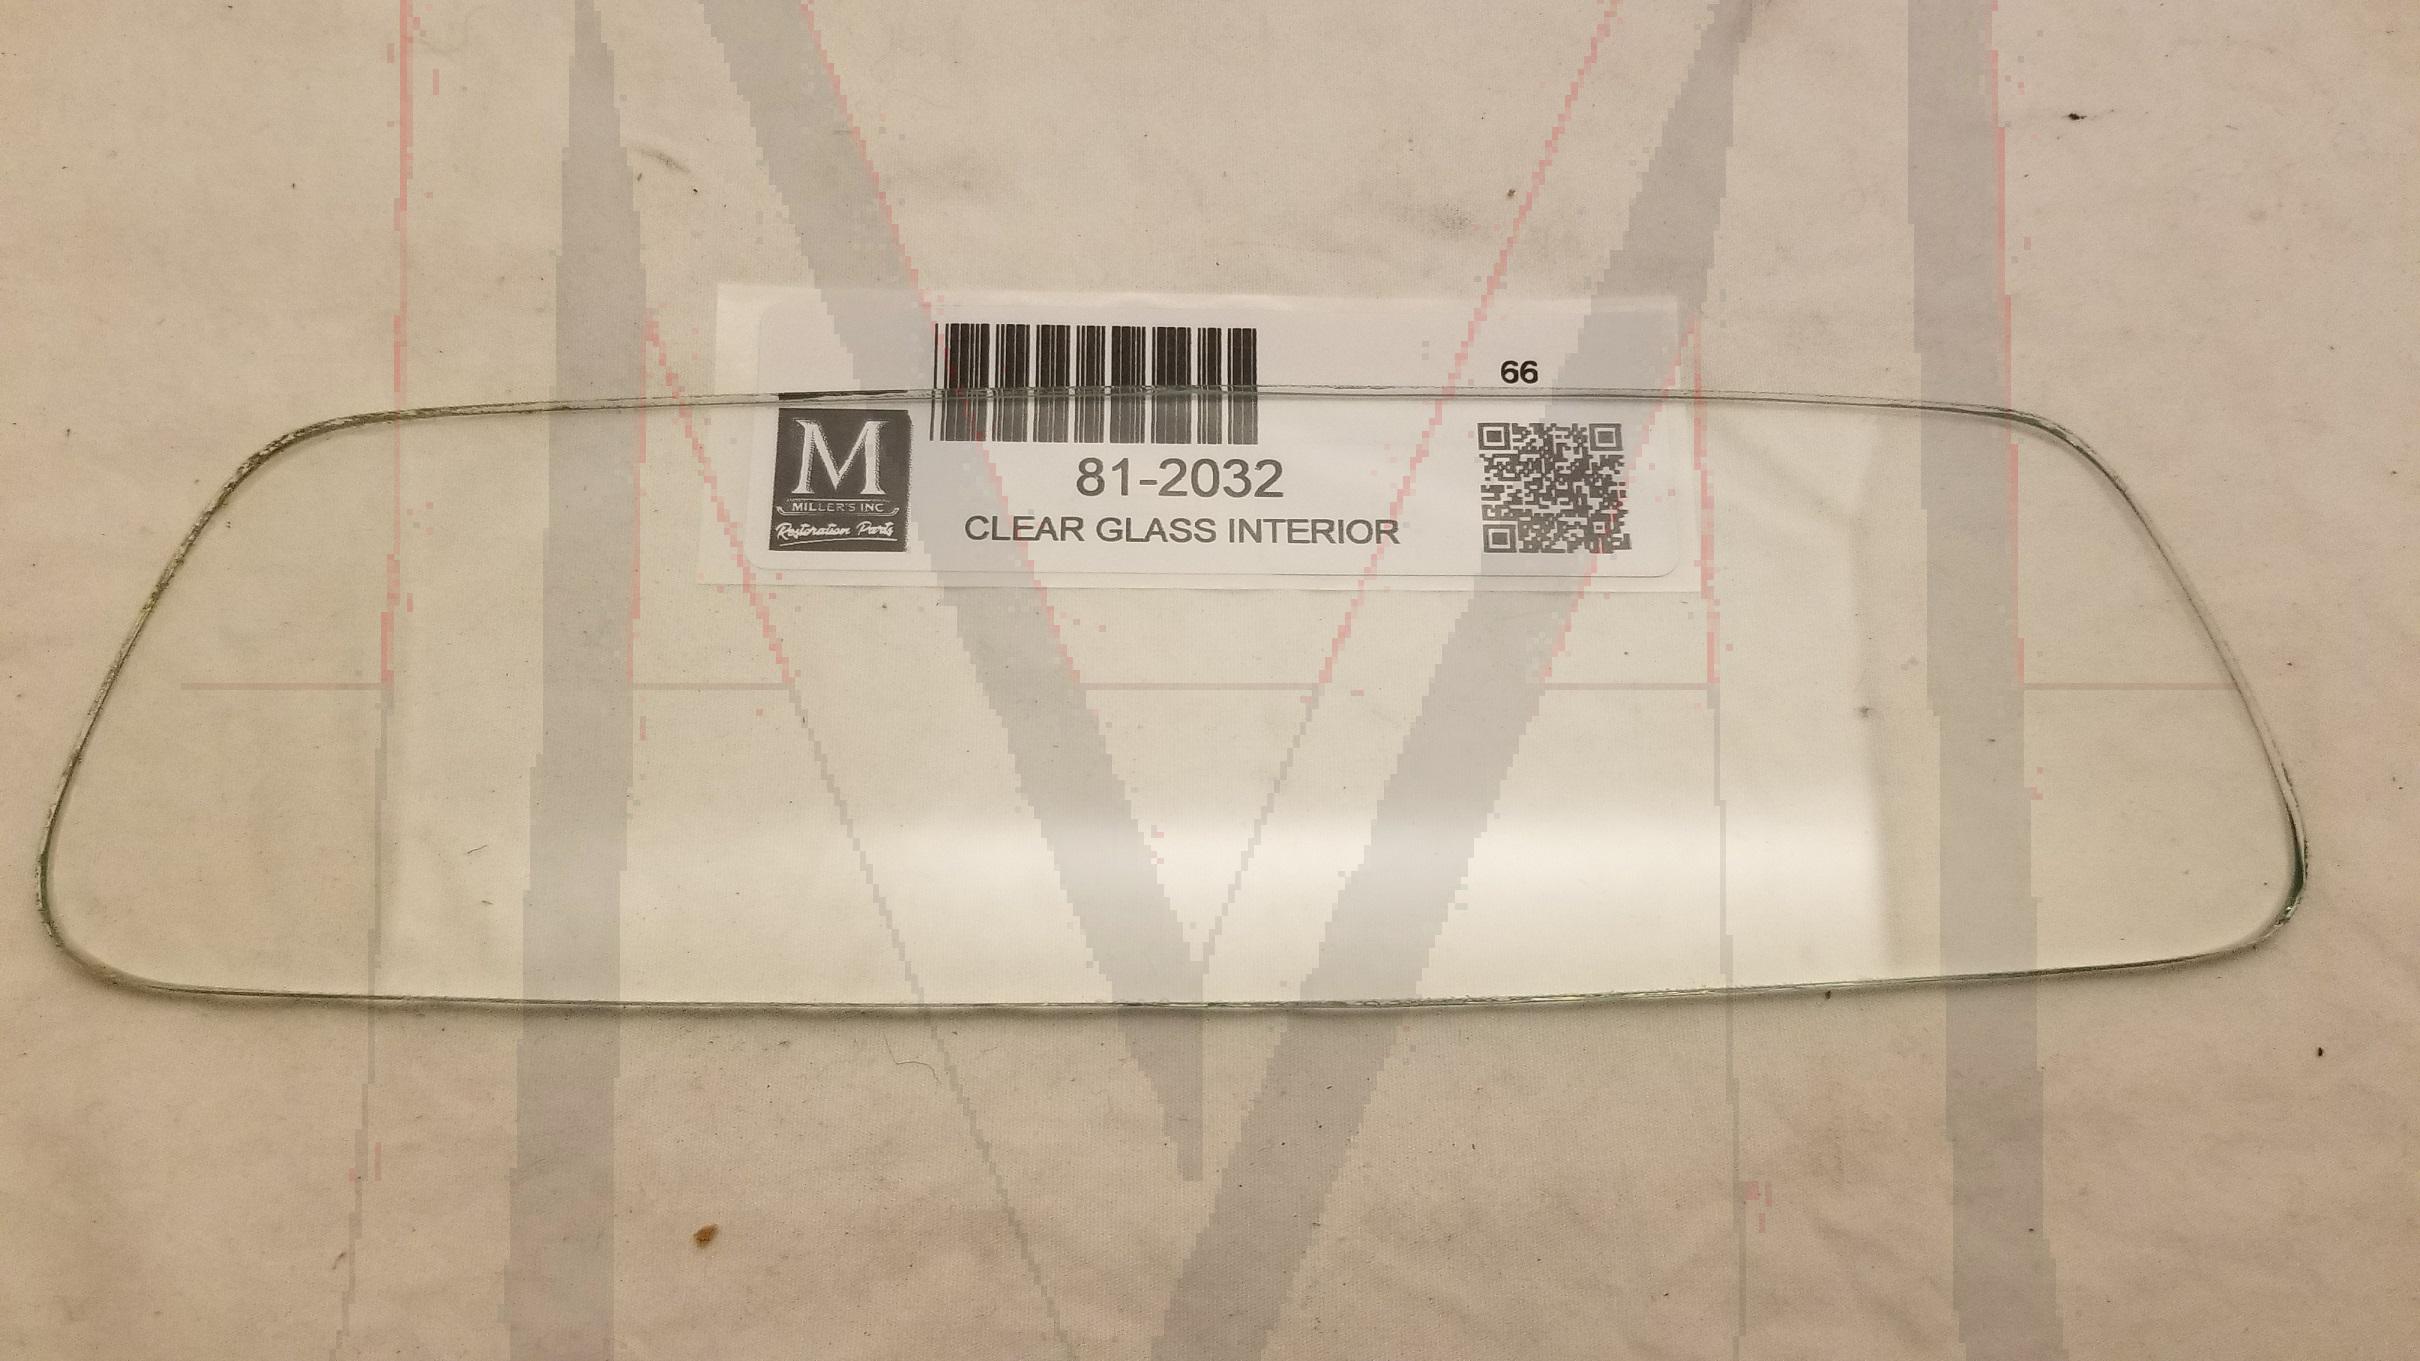 66
M
MILLER'S INC
Restoration Parts
81-2032
CLEAR GLASS INTERIOR